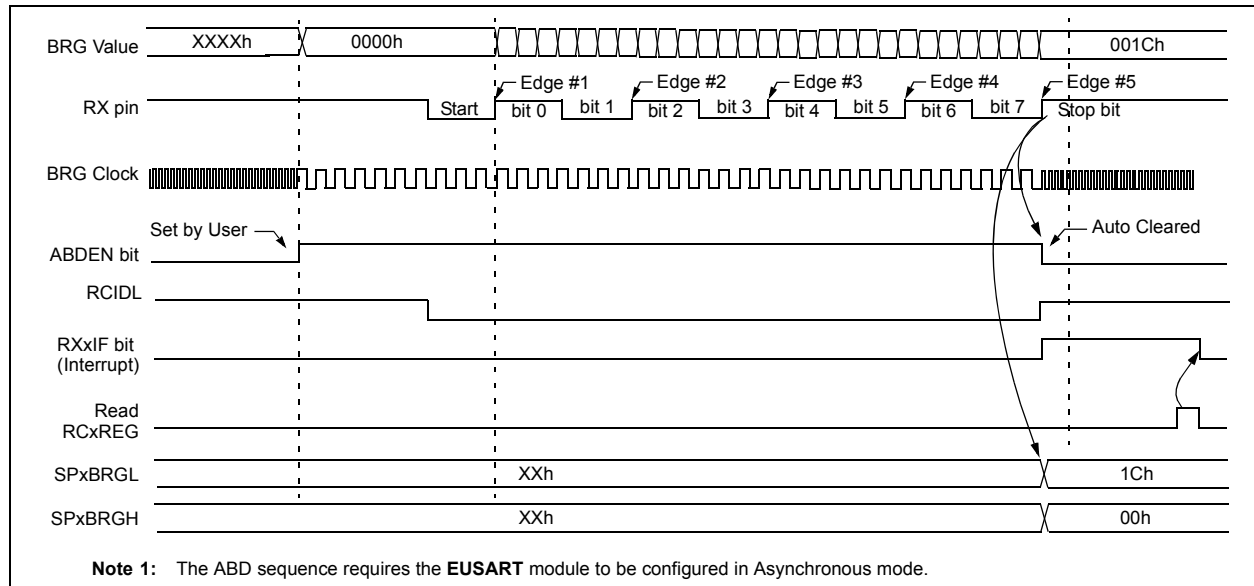 BRG Value XXXXh 0000h 001Ch
Edge #1 Edge #2 Edge #3 Edge #4 Edge #5
RX pin Start bit 0 bit 1 bit 2 bit 3 bit 4 bit 5 bit 6 bit 7 Stop bit
BRG Clock
Set by User Auto Cleared
ABDEN bit
RCIDL
RXxIF bit
(Interrupt)
Read
RCxREG
SPxBRGL XXh 1Ch
SPxBRGH XXh 00h
Note 1: The ABD sequence requires the EUSART module to be configured in Asynchronous mode.